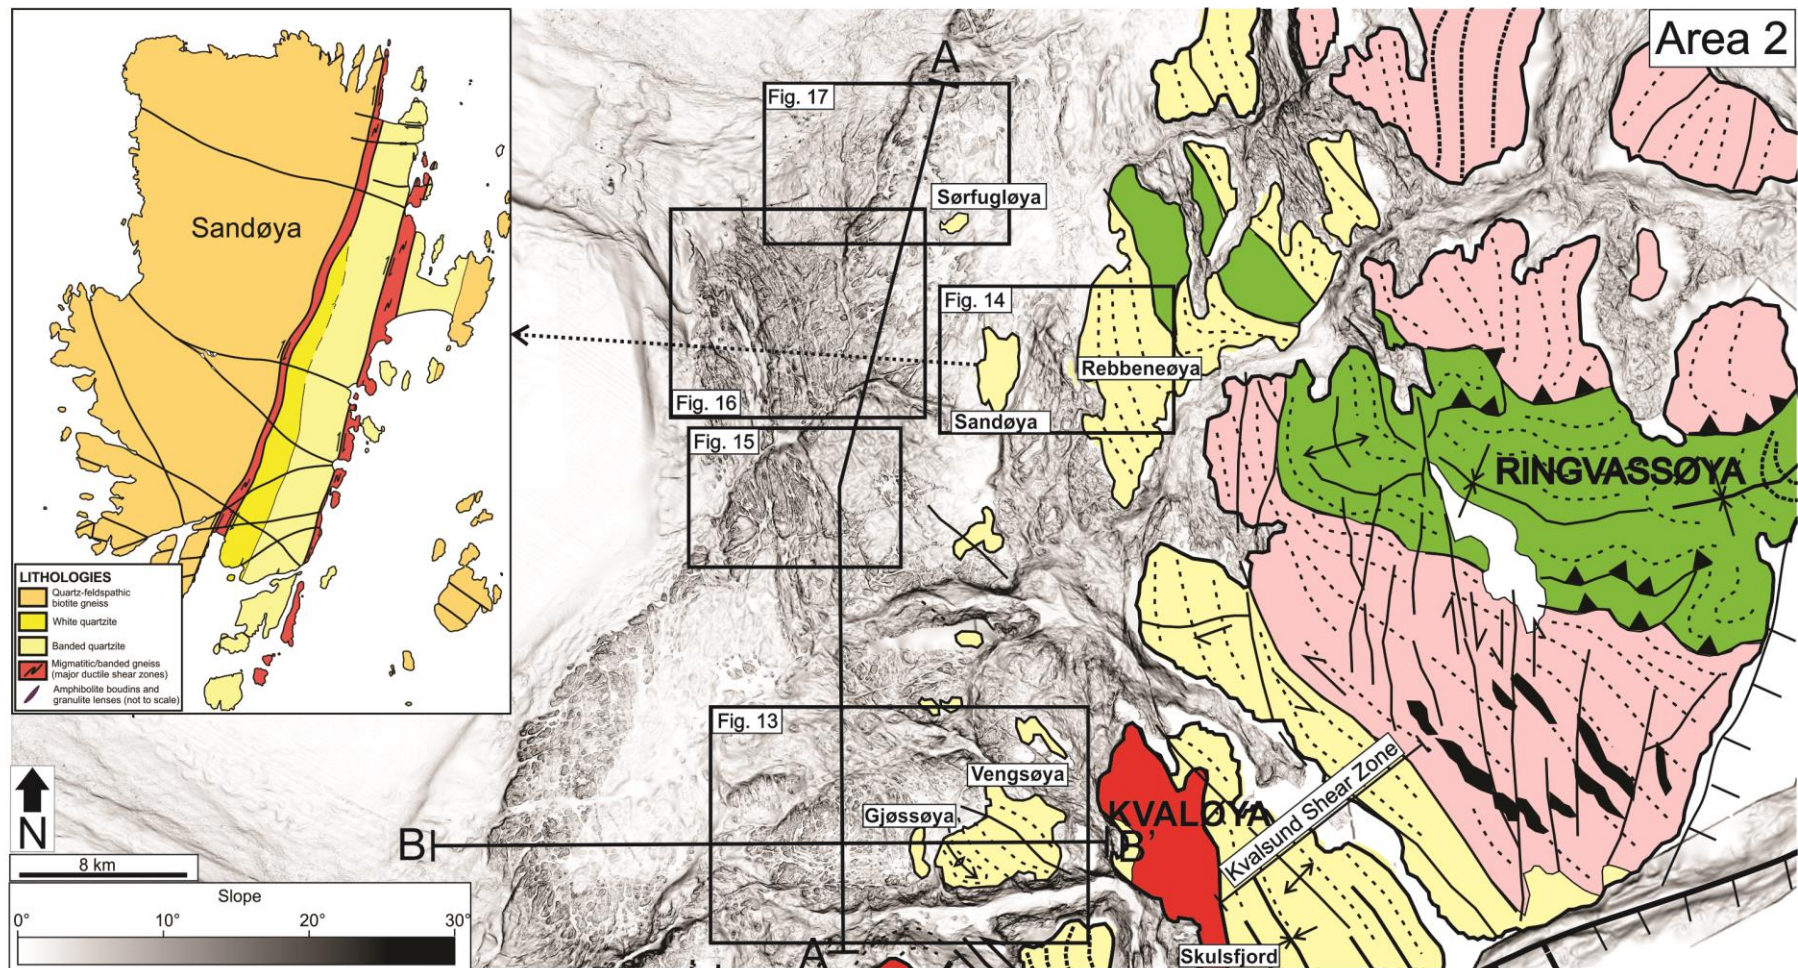 Area 2
A
Fig. 17
Sørfugløya
Sandøya
Fig. 14
Rebbeneøya
Fig. 16
Sandøya
Fig. 15
RINGVASSØYA
LITHOLOGIES
Quartz-feldspathic
biotite gneiss
White quartzite
Banded quartzite
Migmatitic/banded gneiss
(major ductile shear zones)
Amphibolite boudins and
granulite lenses (not to scale)
Fig. 13
Vengsøya
Gjøssøya
KVALØYA
Kvalsund Shear Zone
B
B’
N
8 km
Slope
0° 10° 20° 30°
A
Skulsfjord